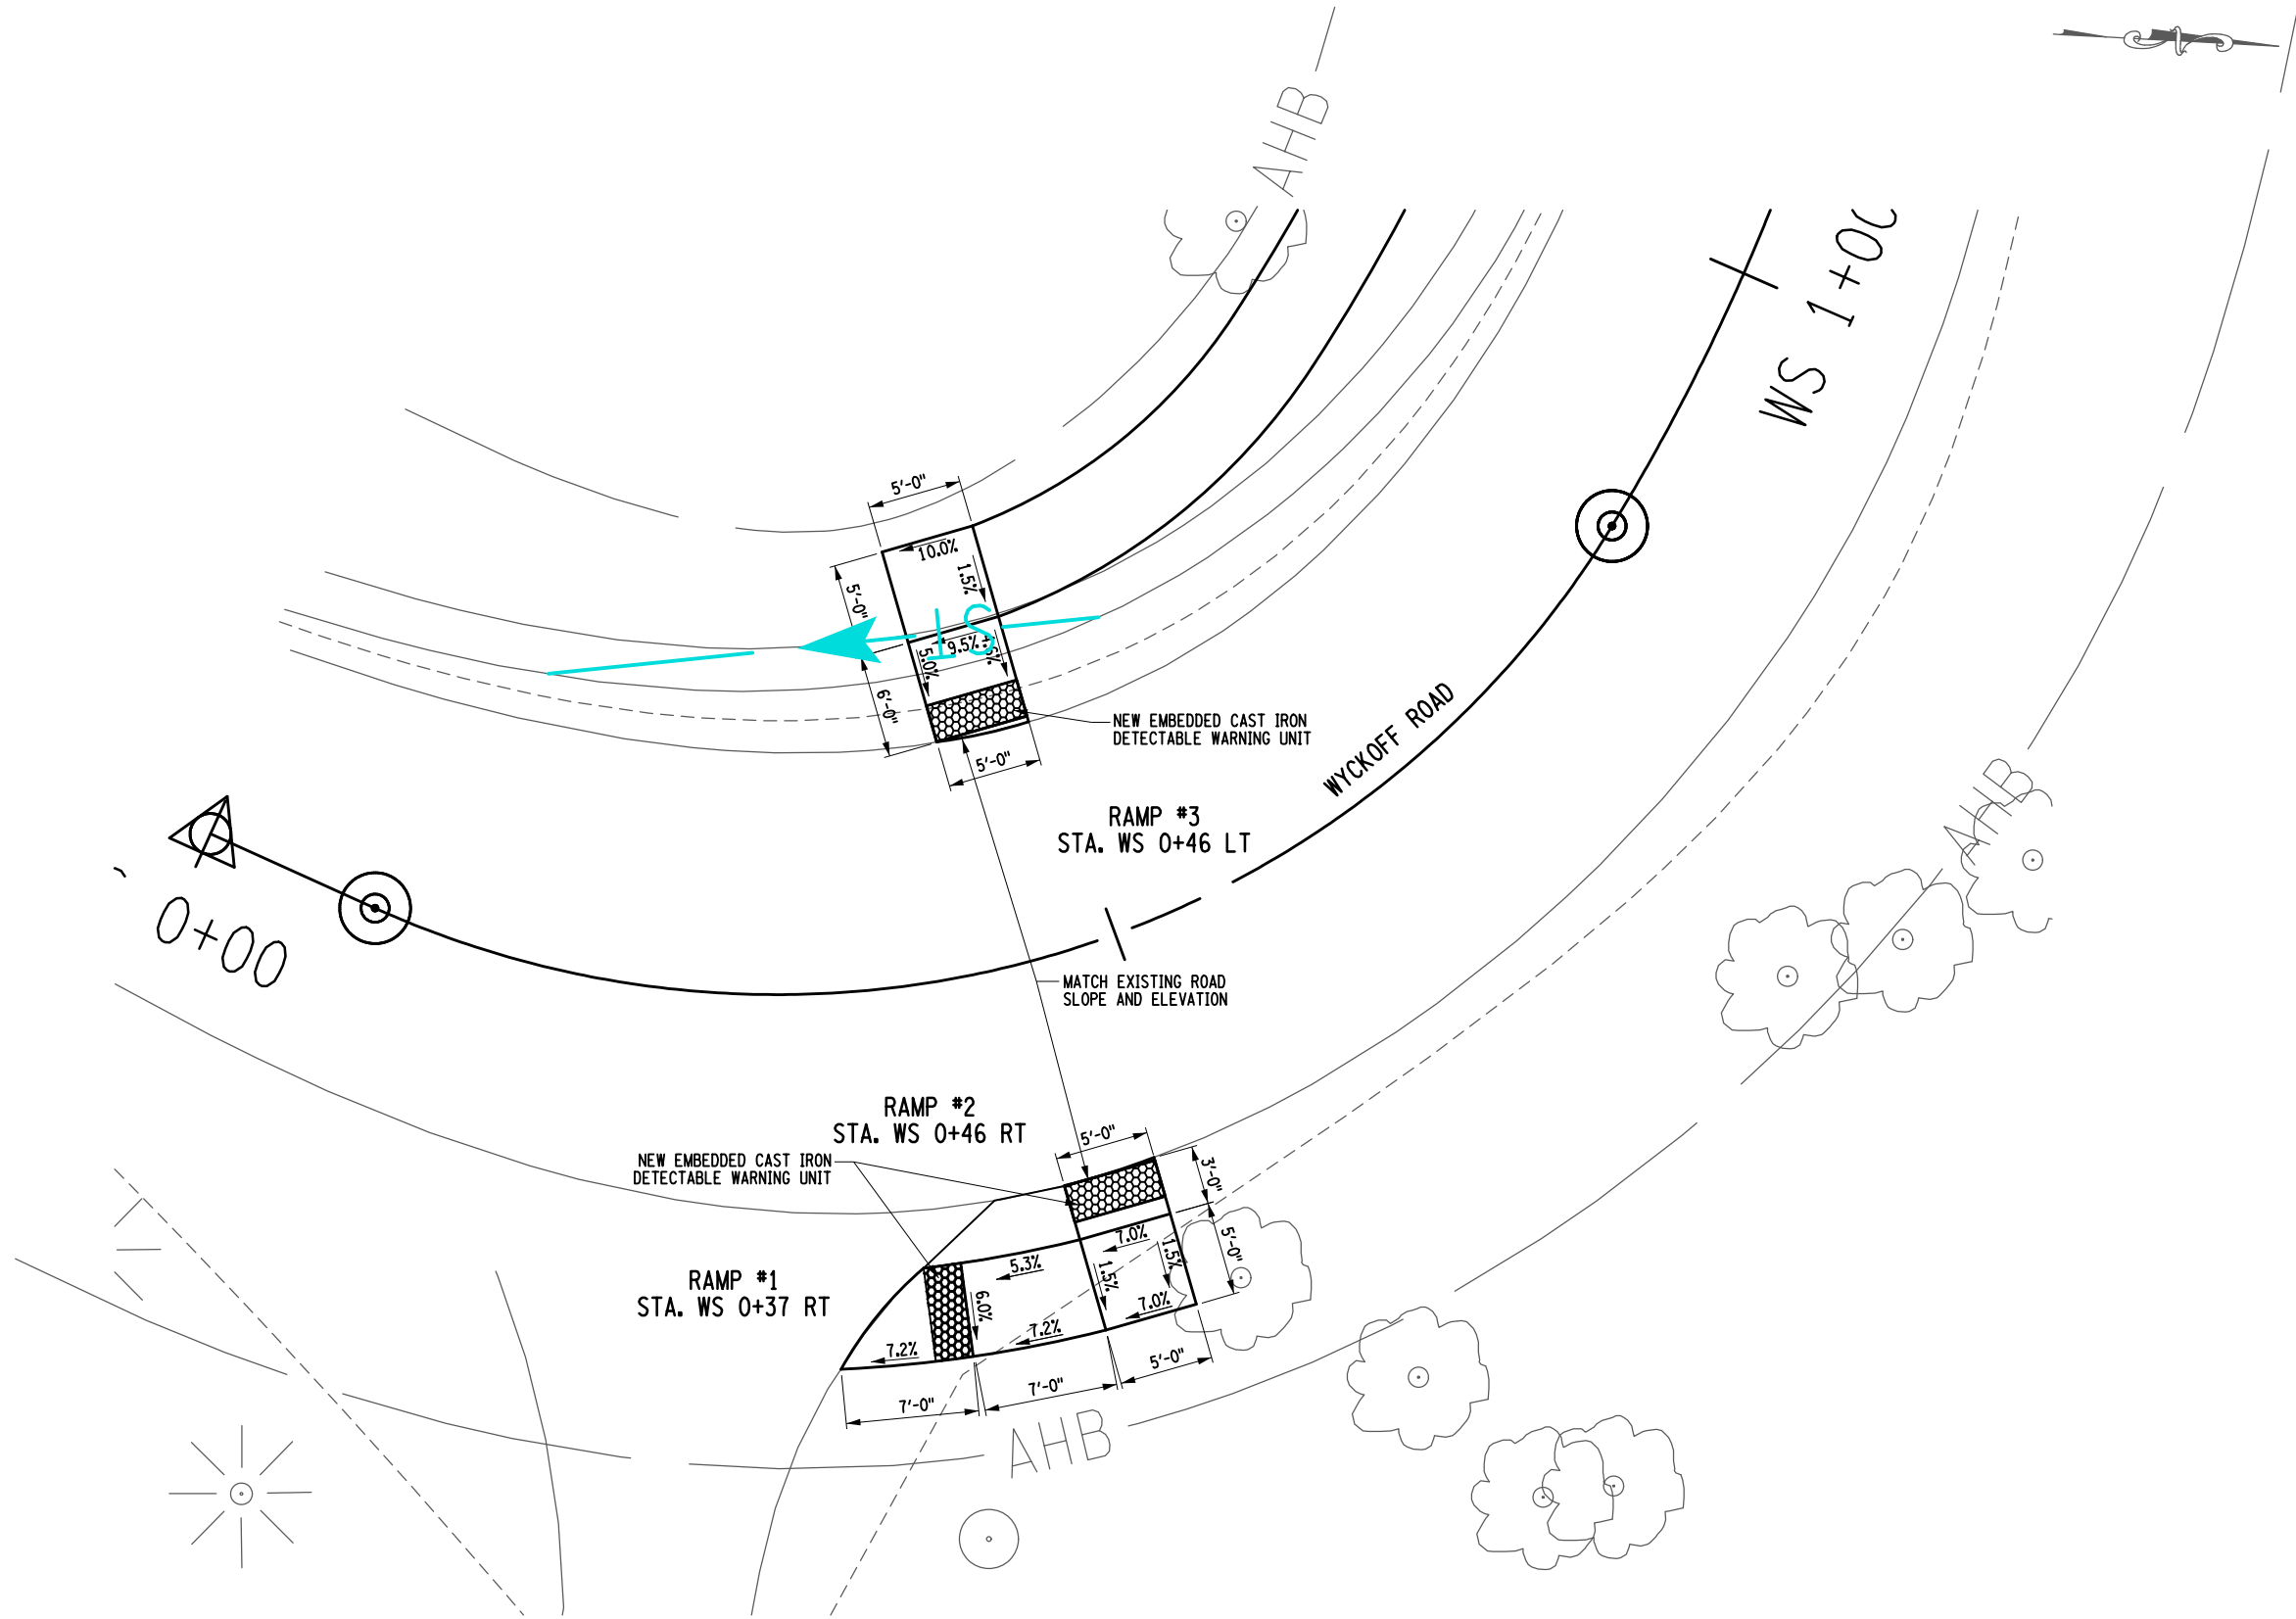 AHB
WS 1+00
5'-0"
10.0%
1.5%
5'-0"
ST
9.5%
5.0%
6'-0"
NEW EMBEDDED CAST IRON
DETECTABLE WARNING UNIT
5'-0"
WYCKOFF ROAD
RAMP #3
STA. WS 0+46 LT
AHB
0+00
MATCH EXISTING ROAD
SLOPE AND ELEVATION
RAMP #2
STA. WS 0+46 RT
5'-0"
NEW EMBEDDED CAST IRON
DETECTABLE WARNING UNIT
3'-0"
7.0%
5'-0"
1.5%
5.3%
1.5%
RAMP #1
STA. WS 0+37 RT
6.0%
7.0%
7.2%
7.2%
5'-0"
7'-0"
7'-0"
AHB